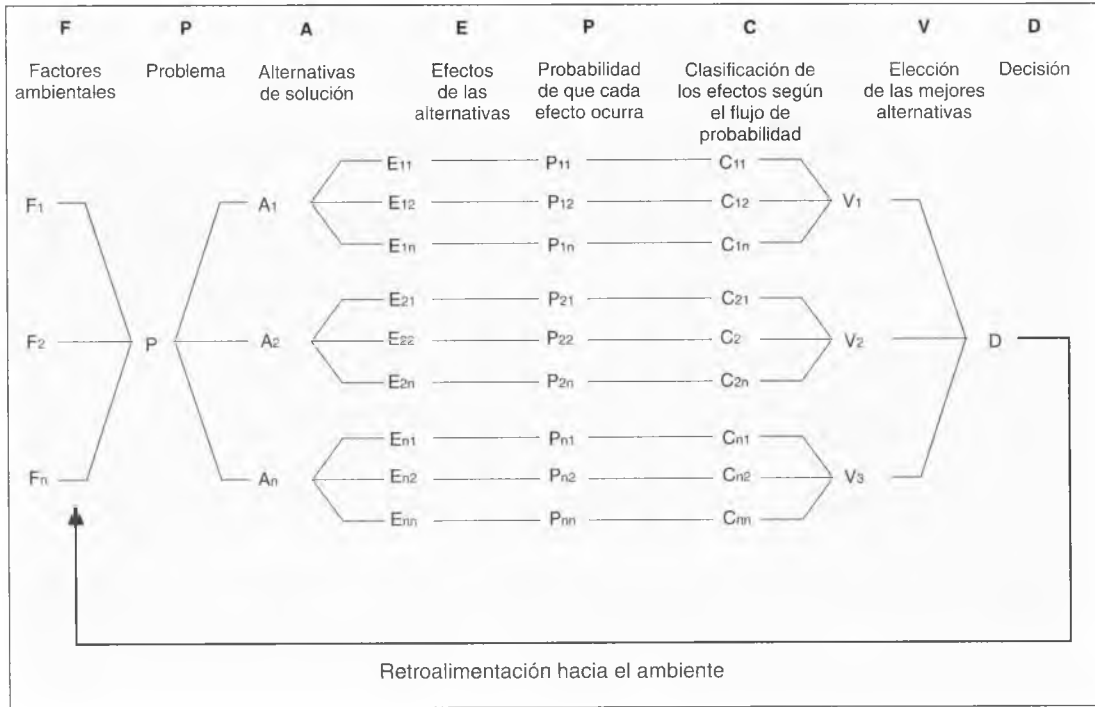 F P A E P C V D
Factores Problema Alternativas Efectos Probabilidad Clasificación de Elección Decisión
ambientales de solución de las de que cada los efectos según de las mejores
alternativas efecto ocurra el flujo de alternativas
probabilidad
E11 P11 C11
F1 A1 E12 P12 C12 V1
E1n P1n C1n
E21 P21 C21
F2 P A2 E22 P22 C2 V2 D
E2n P2n C2n
En1 Pn1 Cn1
Fn An En2 Pn2 Cn2 V3
Enn Pnn Cnn
Retroalimentación hacia el ambiente